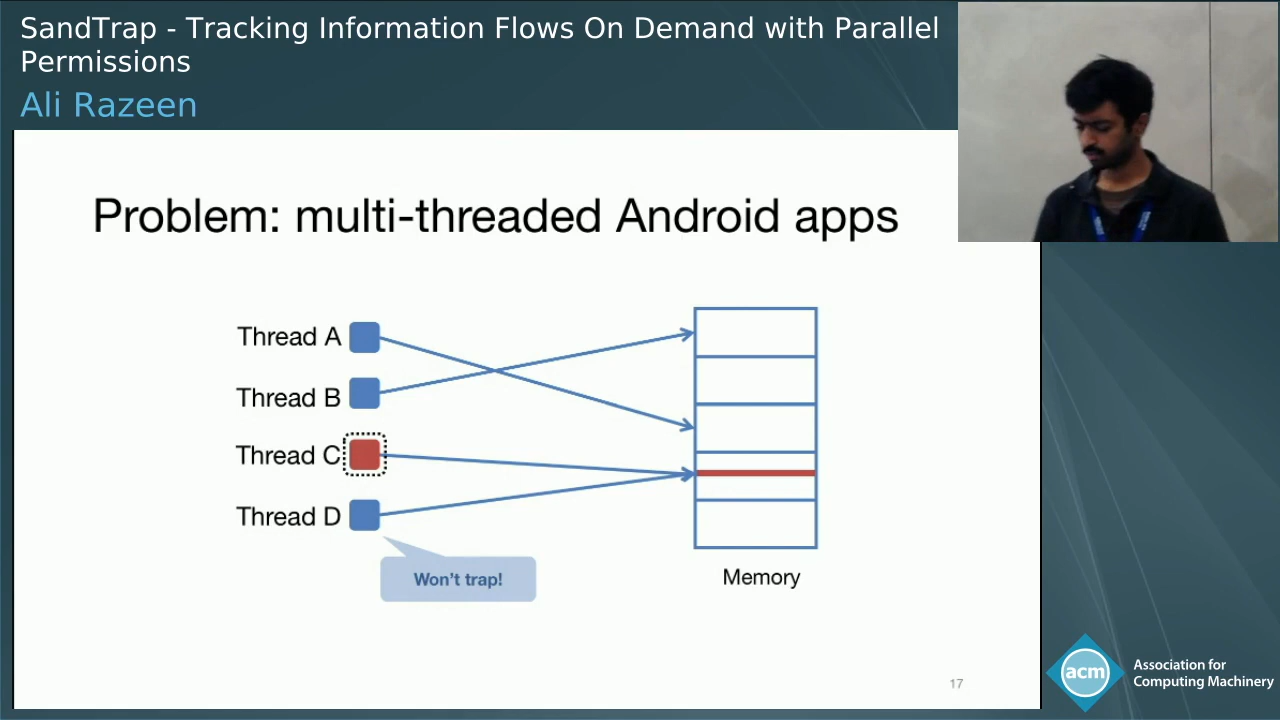 SandTrap - Tracking Information Flows On Demand with Parallel
Permissions
Ali Razeen
Problem: multi-threaded Android apps
Thread A
Thread B
Thread C
Thread D
Won't trap!
Memory
17
acm
Association for
Computing Machinery